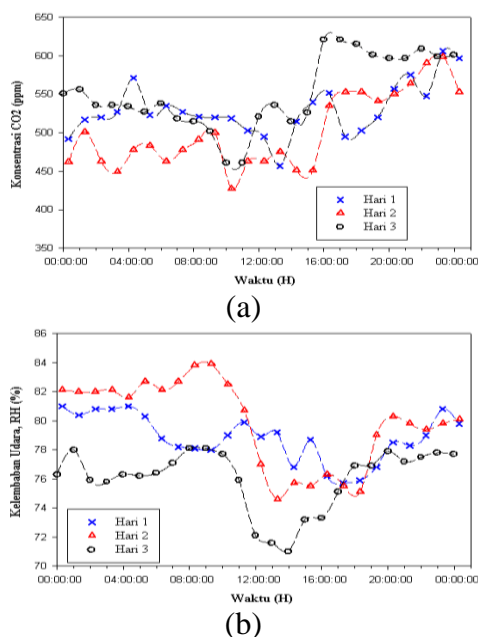 650
600
550
500
450
400
350
Konsentrasi CO2 (ppm)
Hari 1
Hari 2
Hari 3
00:00:00 04:00:00 08:00:00 12:00:00 16:00:00 20:00:00 00:00:00
Waktu (H)
(a)
86
84
82
80
78
76
74
72
70
Kelembaban Udara, RH (%)
Hari 1
Hari 2
Hari 3
00:00:00 04:00:00 08:00:00 12:00:00 16:00:00 20:00:00 00:00:00
Waktu (H)
(b)